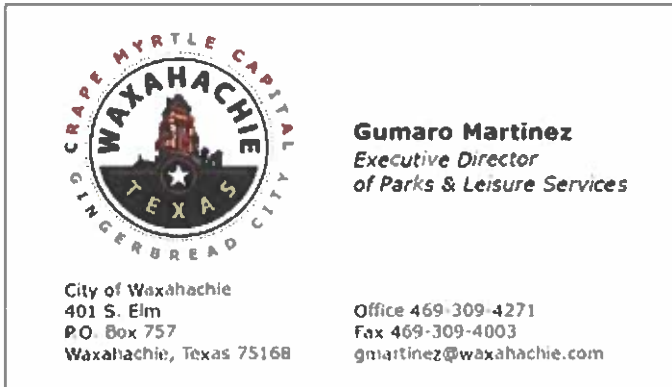 CRAPE MYRTLE CAPITAL
WAXAHACHIE
TEXAS
GINGERBREAD CITY
Gumaro Martinez
Executive Director
of Parks & Leisure Services
City of Waxahachie
401 S. Elm
P.O. Box 757
Waxahachie, Texas 75168
Office 469-309-4271
Fax 469-309-4003
gmartinez@waxahachie.com